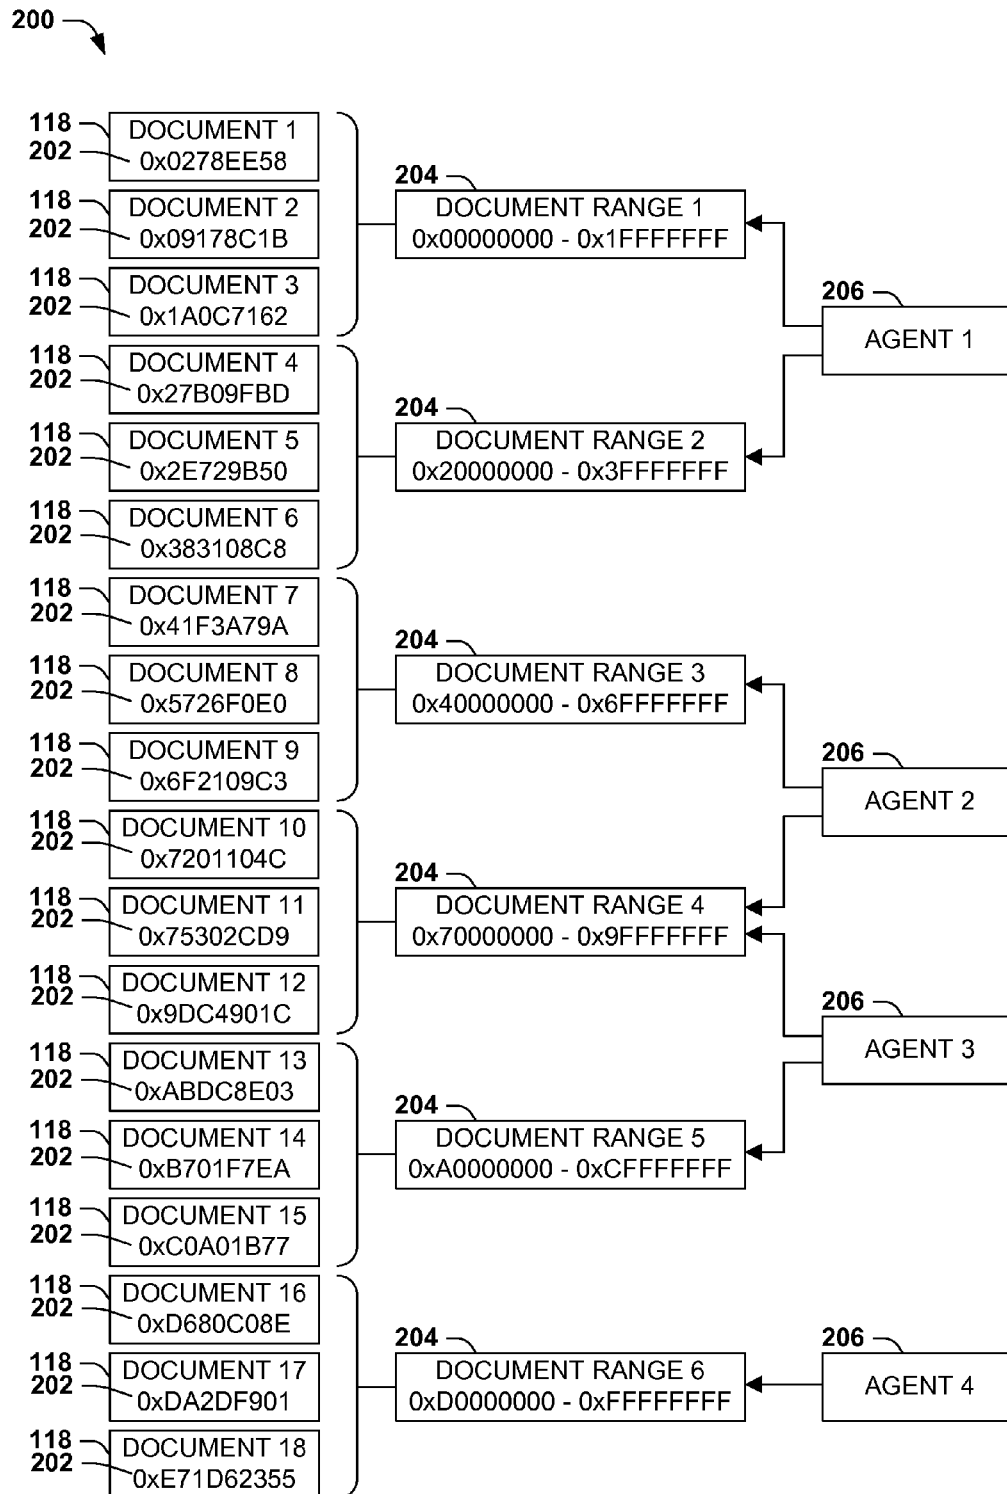 200
118
202
DOCUMENT 1
0x0278EE58
118
202
DOCUMENT 2
0x09178C1B
118
202
DOCUMENT 3
0x1A0C7162
204
DOCUMENT RANGE 1
0x00000000 - 0x1FFFFFFF
206
AGENT 1
118
202
DOCUMENT 4
0x27B09FBD
118
202
DOCUMENT 5
0x2E729B50
118
202
DOCUMENT 6
0x383108C8
204
DOCUMENT RANGE 2
0x20000000 - 0x3FFFFFFF
118
202
DOCUMENT 7
0x41F3A79A
118
202
DOCUMENT 8
0x5726F0E0
118
202
DOCUMENT 9
0x6F2109C3
204
DOCUMENT RANGE 3
0x40000000 - 0x6FFFFFFF
206
AGENT 2
118
202
DOCUMENT 10
0x7201104C
118
202
DOCUMENT 11
0x75302CD9
118
202
DOCUMENT 12
0x9DC4901C
204
DOCUMENT RANGE 4
0x70000000 - 0x9FFFFFFF
206
AGENT 3
118
202
DOCUMENT 13
0xABDC8E03
118
202
DOCUMENT 14
0xB701F7EA
118
202
DOCUMENT 15
0xC0A01B77
204
DOCUMENT RANGE 5
0xA0000000 - 0xCFFFFFFF
118
202
DOCUMENT 16
0xD680C08E
118
202
DOCUMENT 17
0xDA2DF901
118
202
DOCUMENT 18
0xE71D62355
204
DOCUMENT RANGE 6
0xD0000000 - 0xFFFFFFFF
206
AGENT 4